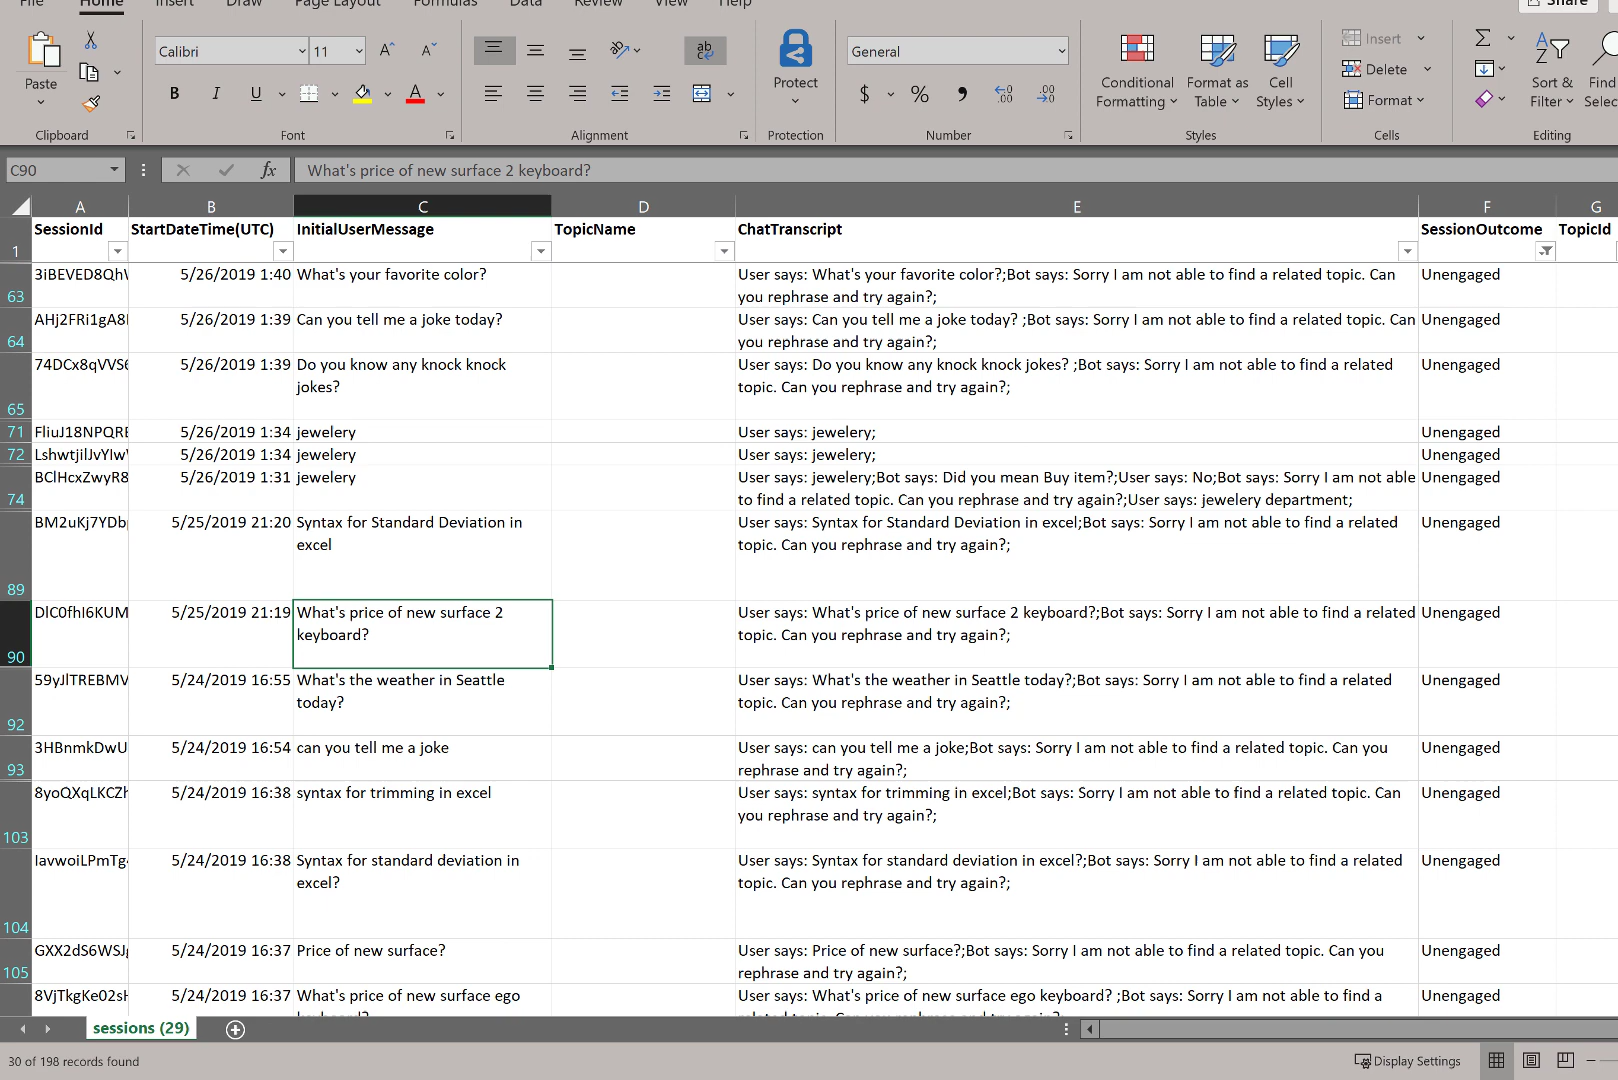 File Home Insert Draw Page Layout Formulas Data Review View Help Share
Calibri 11 General Insert
Paste Protect Conditional Format as Cell Delete Sort & Find
B I U A $ % Formatting Table Styles Format Filter
Clipboard Font Alignment Protection Number Styles Cells Editing
C90 fx What's price of new surface 2 keyboard?
A B C D E F G
1 SessionId StartDateTime(UTC) InitialUserMessage TopicName ChatTranscript SessionOutcome TopicId
63 3iBEVED8Qh 5/26/2019 1:40 What's your favorite color? User says: What's your favorite color?;Bot says: Sorry I am not able to find a related topic. Can Unengaged
you rephrase and try again?;
64 AHj2FRi1gA8 5/26/2019 1:39 Can you tell me a joke today? User says: Can you tell me a joke today? ;Bot says: Sorry I am not able to find a related topic. Can Unengaged
you rephrase and try again?;
65 74DCx8qVVS 5/26/2019 1:39 Do you know any knock knock User says: Do you know any knock knock jokes? ;Bot says: Sorry I am not able to find a related Unengaged
jokes? topic. Can you rephrase and try again?;
71 FliuJ18NPQR 5/26/2019 1:34 jewelery User says: jewelery; Unengaged
72 5/26/2019 1:34 jewelery User says: jewelery; Unengaged
74 BClHcxZwyR8 5/26/2019 1:31 jewelery User says: jewelery;Bot says: Did you mean Buy item?;User says: No;Bot says: Sorry I am not able Unengaged
to find a related topic. Can you rephrase and try again?;User says: jewelery department;
89 BM2uKj7YDb 5/25/2019 21:20 Syntax for Standard Deviation in User says: Syntax for Standard Deviation in excel;Bot says: Sorry I am not able to find a related Unengaged
excel topic. Can you rephrase and try again?;
90 DlC0fhI6KUM 5/25/2019 21:19 What's price of new surface 2 User says: What's price of new surface 2 keyboard?;Bot says: Sorry I am not able to find a related Unengaged
keyboard? topic. Can you rephrase and try again?;
92 59yJlTREBMV 5/24/2019 16:55 What's the weather in Seattle User says: What's the weather in Seattle today?;Bot says: Sorry I am not able to find a related Unengaged
today? topic. Can you rephrase and try again?;
93 3HBnmkDwU 5/24/2019 16:54 can you tell me a joke User says: can you tell me a joke;Bot says: Sorry I am not able to find a related topic. Can you Unengaged
rephrase and try again?;
103 8yoQXqLKCZ 5/24/2019 16:38 syntax for trimming in excel User says: syntax for trimming in excel;Bot says: Sorry I am not able to find a related topic. Can Unengaged
you rephrase and try again?;
104 IavwoiLPmTg 5/24/2019 16:38 Syntax for standard deviation in User says: Syntax for standard deviation in excel?;Bot says: Sorry I am not able to find a related Unengaged
excel? topic. Can you rephrase and try again?;
105 GXX2dS6WSJ 5/24/2019 16:37 Price of new surface? User says: Price of new surface?;Bot says: Sorry I am not able to find a related topic. Can you Unengaged
rephrase and try again?;
8VjTkgKe02s 5/24/2019 16:37 What's price of new surface ego User says: What's price of new surface ego keyboard? ;Bot says: Sorry I am not able to find a Unengaged
sessions (29)
30 of 198 records found Display Settings